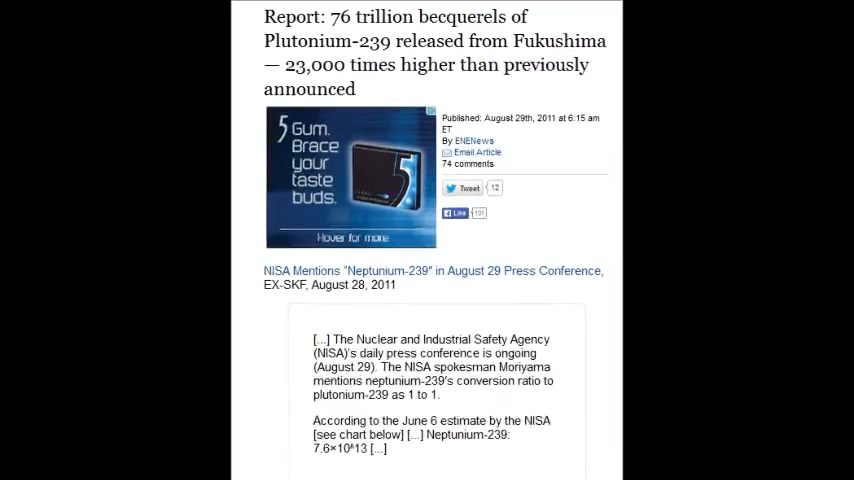 Report: 76 trillion becquerels of
Plutonium-239 released from Fukushima
— 23,000 times higher than previously
announced
5 Gum.
Brace
your
taste
buds.
5
Hover for more
Published: August 29th, 2011 at 6:15 am
ET
By ENENews
Email Article
74 comments
Tweet 12
Like 101
NISA Mentions "Neptunium-239" in August 29 Press Conference,
EX-SKF, August 28, 2011
[...] The Nuclear and Industrial Safety Agency
(NISA)'s daily press conference is ongoing
(August 29). The NISA spokesman Moriyama
mentions neptunium-239's conversion ratio to
plutonium-239 as 1 to 1.
According to the June 6 estimate by the NISA
[see chart below] [...] Neptunium-239:
7.6×10^13 [...]